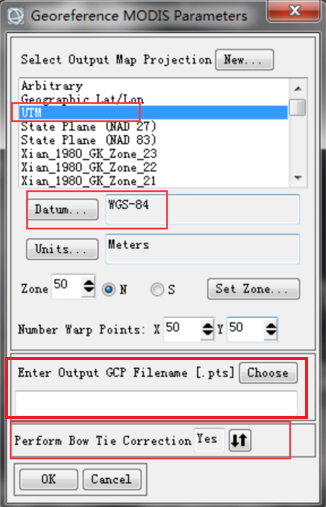 Georeference MODIS Parameters
Select Output Map Projection New...
Arbitrary
Geographic Lat/Lon
UTM
State Plane (NAD 27)
State Plane (NAD 83)
Xian_1980_GK_Zone_23
Xian_1980_GK_Zone_22
Xian_1980_GK_Zone_21
Datum... WGS-84
Units... Meters
Zone 50 N S Set Zone...
Number Warp Points: X 50 Y 50
Enter Output GCP Filename [.pts] Choose
Perform Bow Tie Correction Yes
OK Cancel